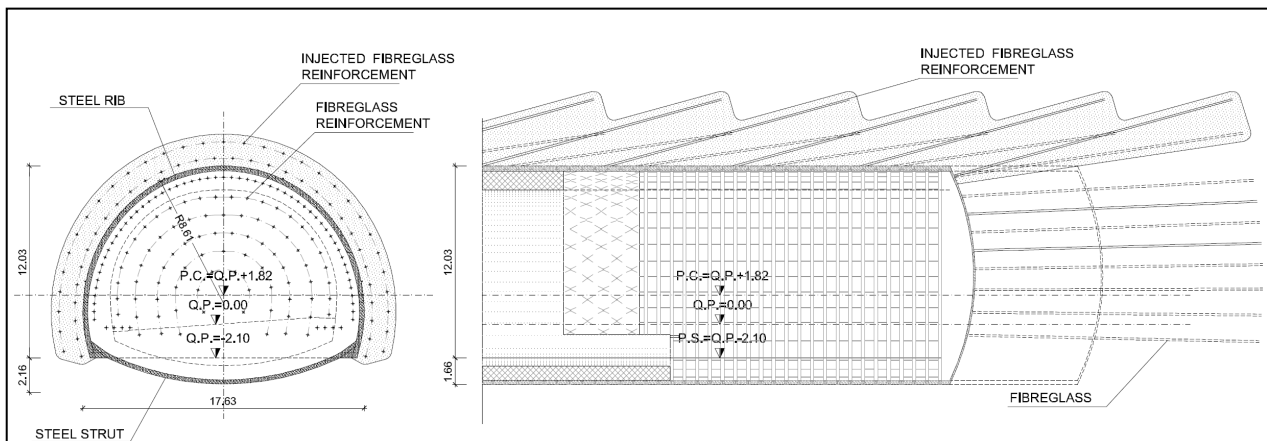 INJECTED FIBREGLASS
REINFORCEMENT
STEEL RIB
FIBREGLASS
REINFORCEMENT
R8.61
12.03
P.C.=Q.P.+1.82
Q.P.=0.00
Q.P.=-2.10
2.16
17.63
STEEL STRUT
INJECTED FIBREGLASS
REINFORCEMENT
12.03
P.C.=Q.P.+1.82
Q.P.=0.00
P.S.=Q.P.-2.10
1.66
FIBREGLASS